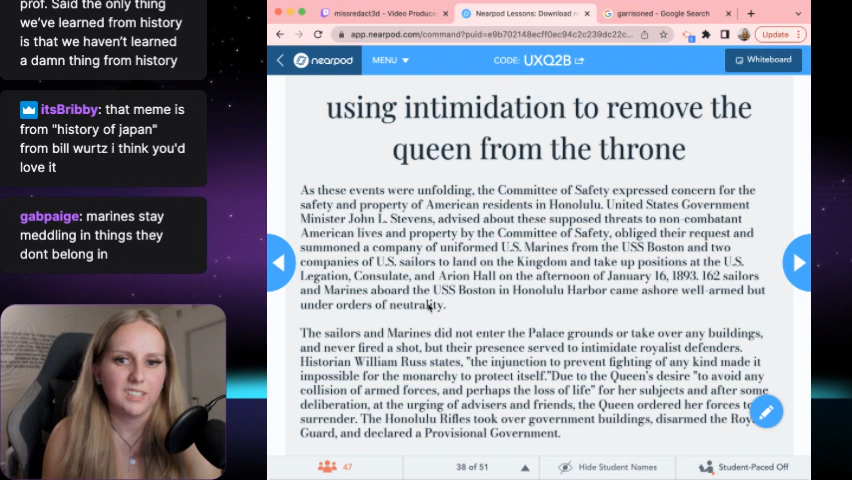 prof. Said the only thing
we've learned from history
is that we haven't learned
a damn thing from history
itsBribby: that meme is
from "history of japan"
from bill wurtz i think you'd
love it
gabpaige: marines stay
meddling in things they
dont belong in
missredact3d - Video Produce
Nearpod Lessons: Download m
garrisoned - Google Search
app.nearpod.com/command?puid=e9b702148ecff0ec94c2c239dc22c...
Update
nearpod
MENU
CODE: UXQ2B
Whiteboard
using intimidation to remove the
queen from the throne
As these events were unfolding, the Committee of Safety expressed concern for the
safety and property of American residents in Honolulu. United States Government
Minister John L. Stevens, advised about these supposed threats to non-combatant
American lives and property by the Committee of Safety, obliged their request and
summoned a company of uniformed U.S. Marines from the USS Boston and two
companies of U.S. sailors to land on the Kingdom and take up positions at the U.S.
Legation, Consulate, and Arion Hall on the afternoon of January 16, 1893. 162 sailors
and Marines aboard the USS Boston in Honolulu Harbor came ashore well-armed but
under orders of neutrality.
The sailors and Marines did not enter the Palace grounds or take over any buildings,
and never fired a shot, but their presence served to intimidate royalist defenders.
Historian William Russ states, "the injunction to prevent fighting of any kind made it
impossible for the monarchy to protect itself."Due to the Queen's desire "to avoid any
collision of armed forces, and perhaps the loss of life" for her subjects and after some
deliberation, at the urging of advisers and friends, the Queen ordered her forces to
surrender. The Honolulu Rifles took over government buildings, disarmed the Roy
Guard, and declared a Provisional Government.
47
38 of 51
Hide Student Names
Student-Paced Off